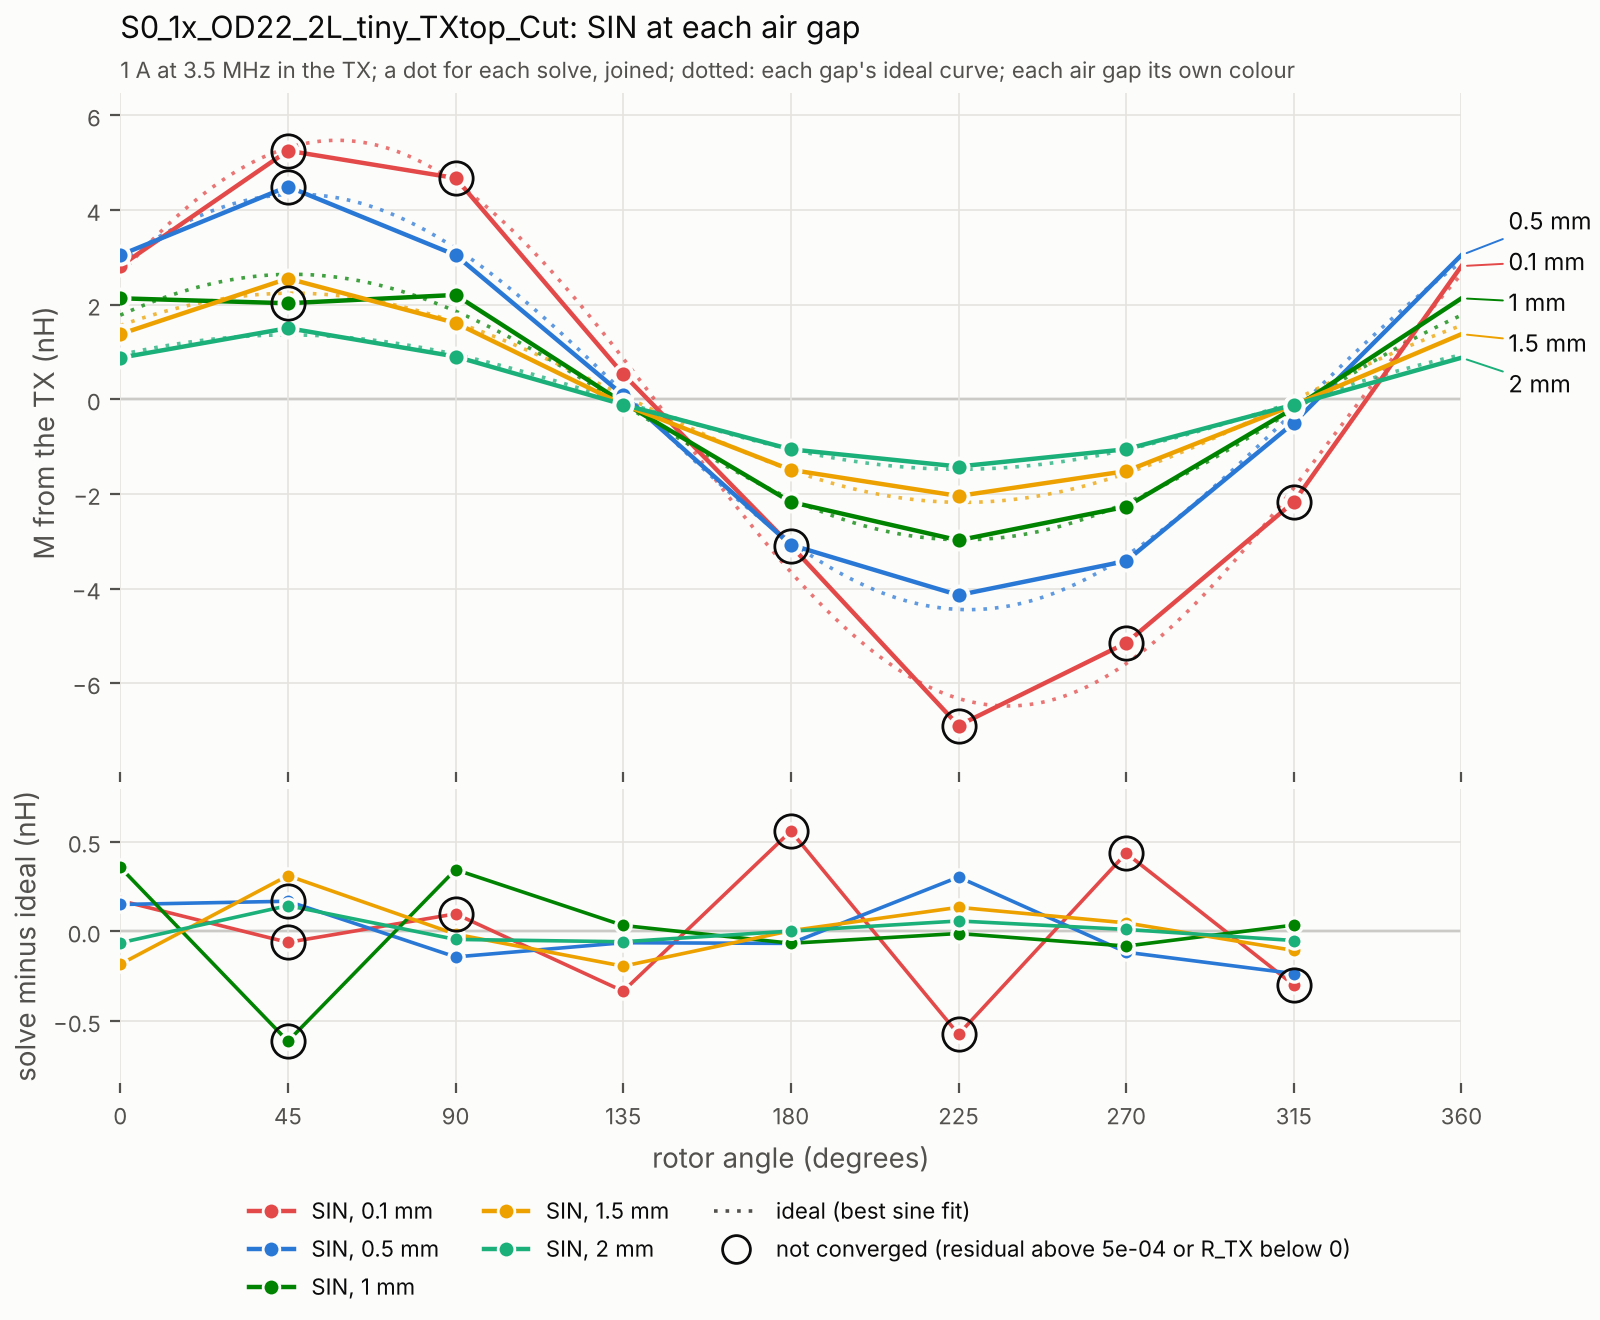 S0_1x_OD22_2L_tiny_TXtop_Cut: SIN at each air gap
1 A at 3.5 MHz in the TX; a dot for each solve, joined; dotted: each gap's ideal curve; each air gap its own colour
M from the TX (nH)
6
4
2
0
−2
−4
−6
0.5 mm
0.1 mm
1 mm
1.5 mm
2 mm
solve minus ideal (nH)
0.5
0.0
−0.5
0 45 90 135 180 225 270 315 360
rotor angle (degrees)
SIN, 0.1 mm
SIN, 0.5 mm
SIN, 1 mm
SIN, 1.5 mm
SIN, 2 mm
ideal (best sine fit)
not converged (residual above 5e-04 or R_TX below 0)